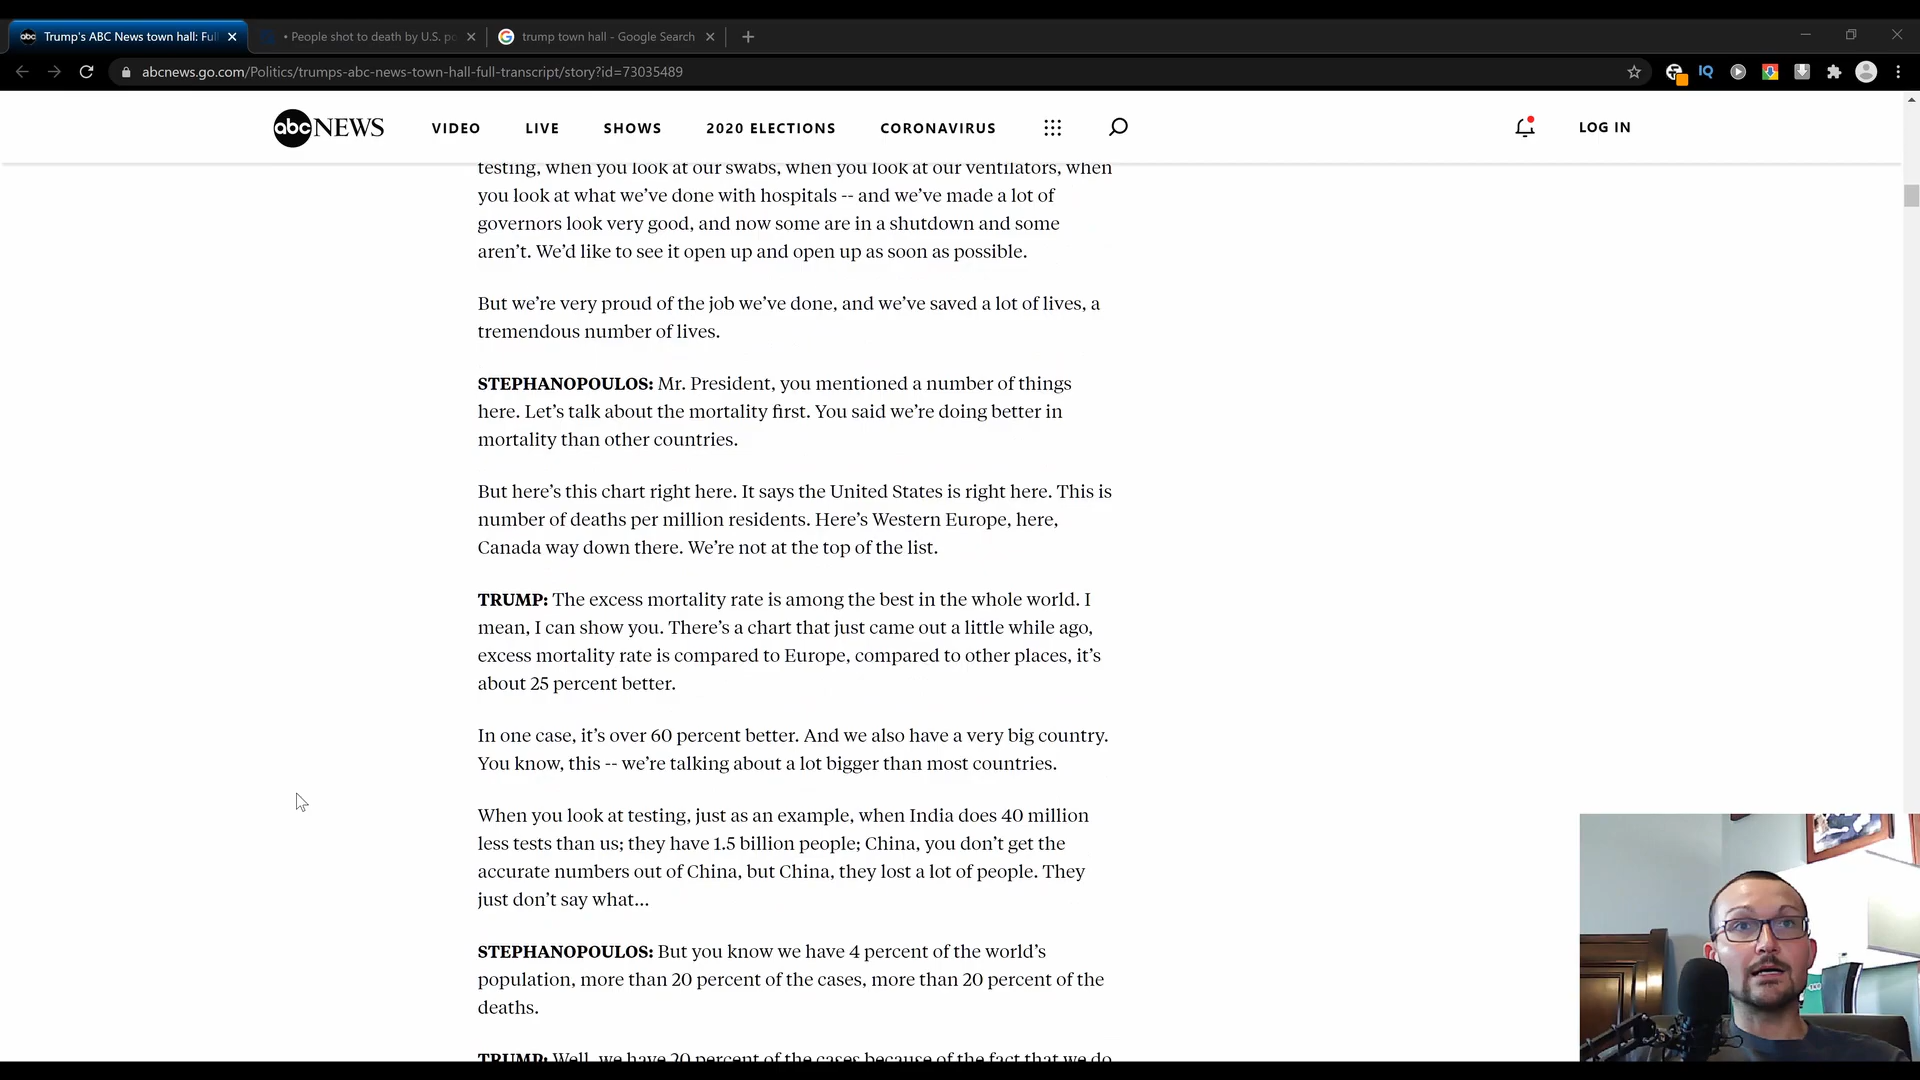 Trump's ABC News town hall: Ful
• People shot to death by U.S. po
trump town hall - Google Search
abcnews.go.com/Politics/trumps-abc-news-town-hall-full-transcript/story?id=73035489
IQ
abc NEWS
VIDEO
LIVE
SHOWS
2020 ELECTIONS
CORONAVIRUS
LOG IN
testing, when you look at our swabs, when you look at our ventilators, when
you look at what we've done with hospitals -- and we've made a lot of
governors look very good, and now some are in a shutdown and some
aren't. We'd like to see it open up and open up as soon as possible.
But we're very proud of the job we've done, and we've saved a lot of lives, a
tremendous number of lives.
STEPHANOPOULOS: Mr. President, you mentioned a number of things
here. Let's talk about the mortality first. You said we're doing better in
mortality than other countries.
But here's this chart right here. It says the United States is right here. This is
number of deaths per million residents. Here's Western Europe, here,
Canada way down there. We're not at the top of the list.
TRUMP: The excess mortality rate is among the best in the whole world. I
mean, I can show you. There's a chart that just came out a little while ago,
excess mortality rate is compared to Europe, compared to other places, it's
about 25 percent better.
In one case, it's over 60 percent better. And we also have a very big country.
You know, this -- we're talking about a lot bigger than most countries.
When you look at testing, just as an example, when India does 40 million
less tests than us; they have 1.5 billion people; China, you don't get the
accurate numbers out of China, but China, they lost a lot of people. They
just don't say what...
STEPHANOPOULOS: But you know we have 4 percent of the world's
population, more than 20 percent of the cases, more than 20 percent of the
deaths.
TRUMP: Well, we have 20 percent of the cases because of the fact that we do